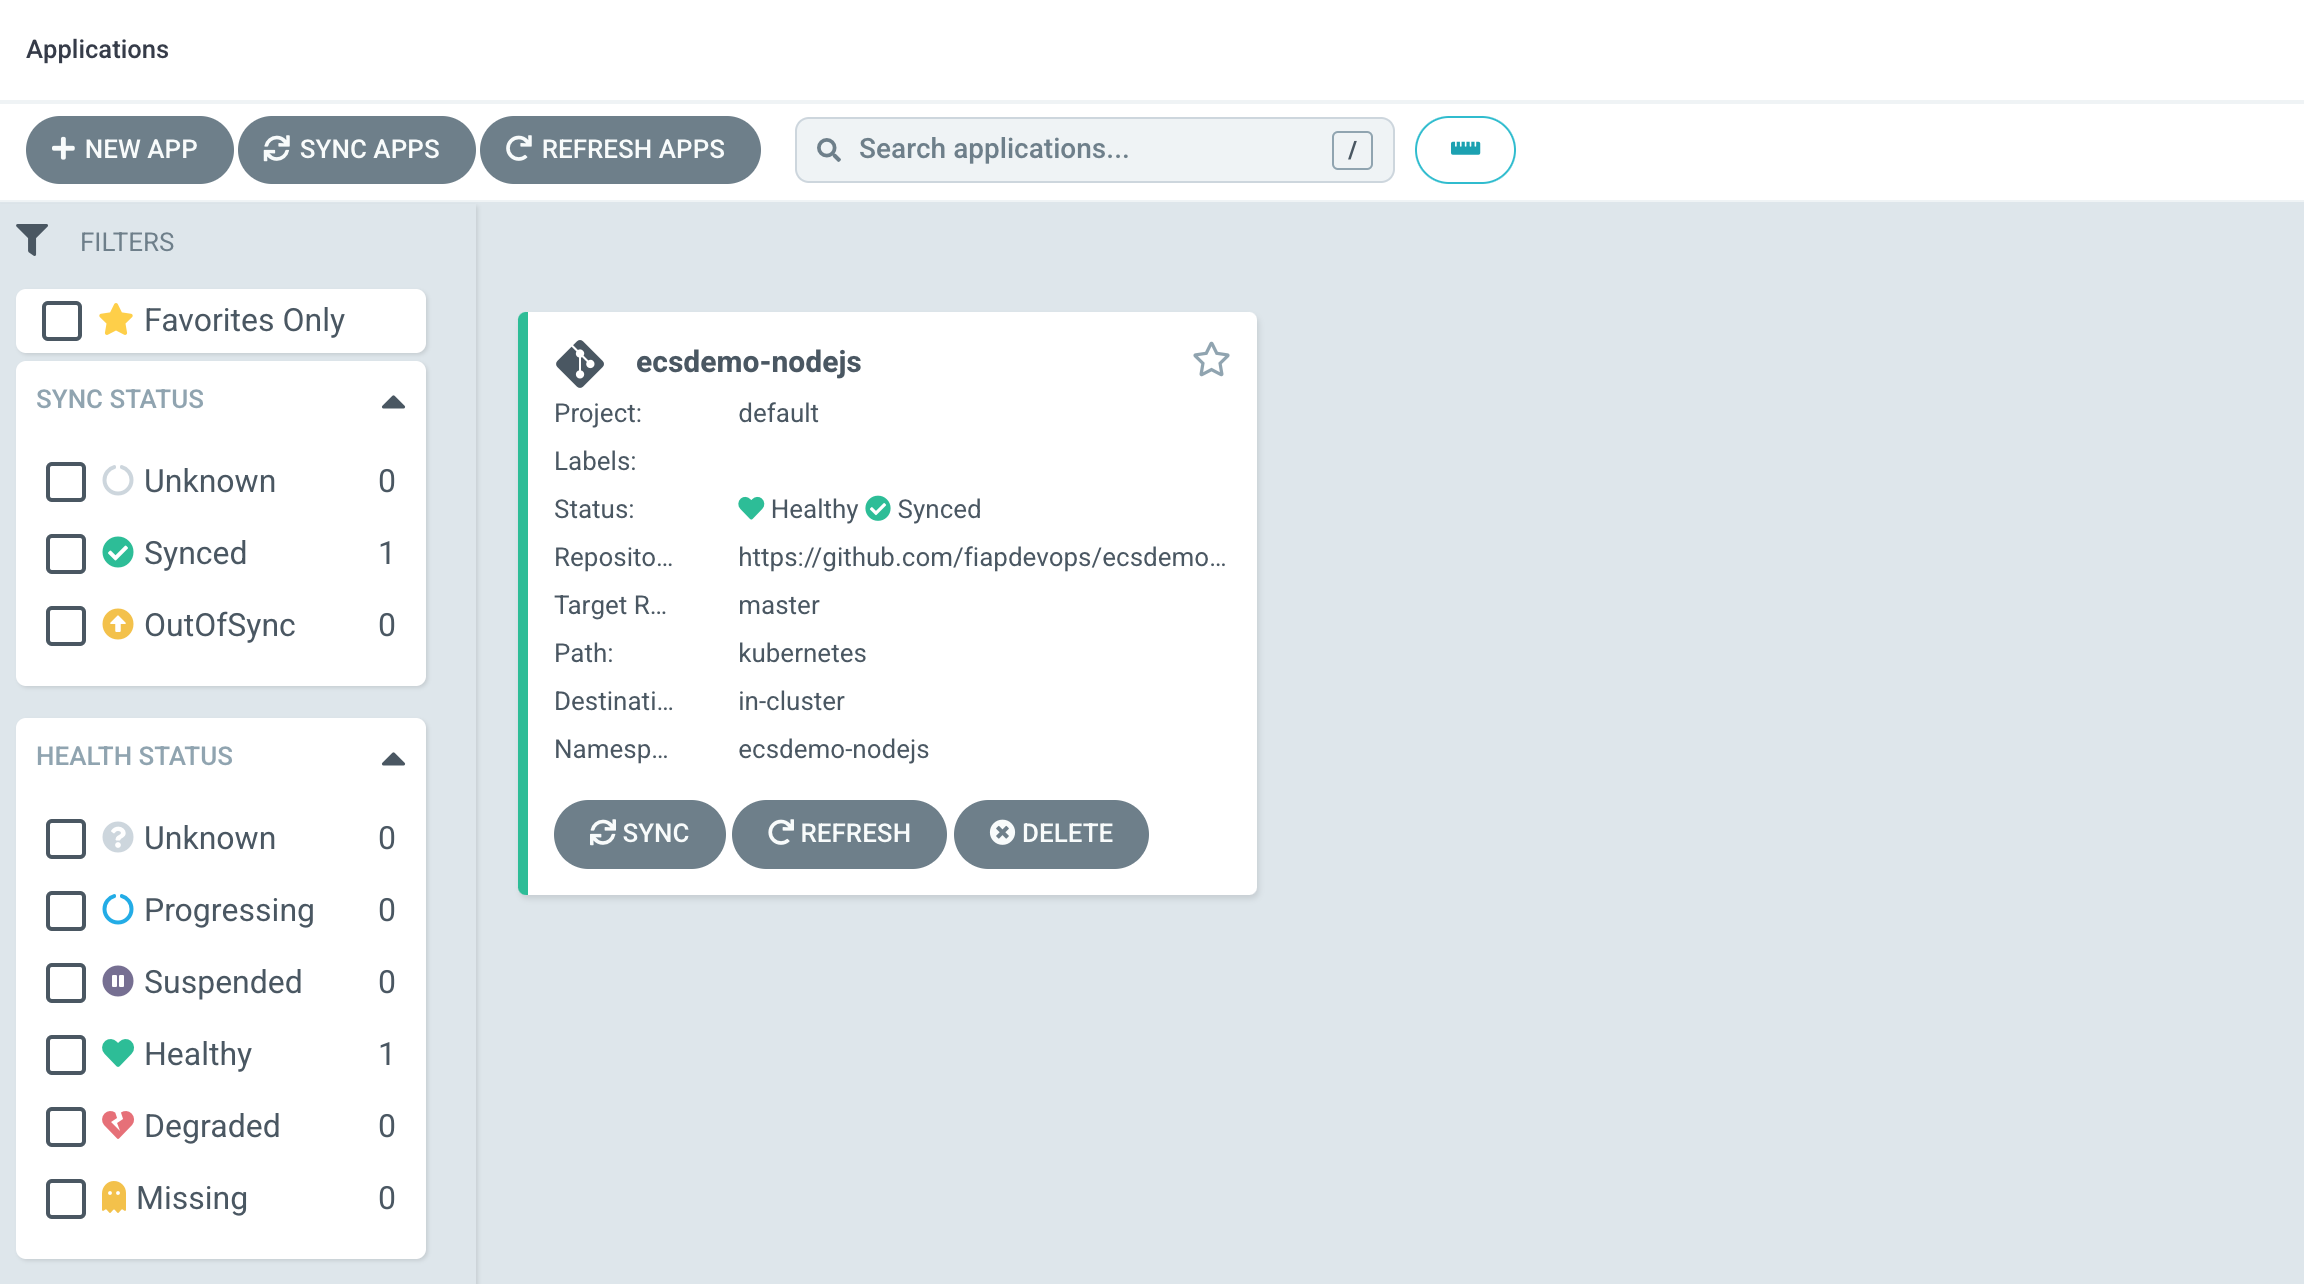 Applications
NEW APP SYNC APPS REFRESH APPS Search applications... /
FILTERS
Favorites Only
SYNC STATUS
Unknown 0
Synced 1
OutOfSync 0
HEALTH STATUS
Unknown 0
Progressing 0
Suspended 0
Healthy 1
Degraded 0
Missing 0
ecsdemo-nodejs
Project: default
Labels:
Status: Healthy Synced
Reposito... https://github.com/fiapdevops/ecsdemo...
Target R... master
Path: kubernetes
Destinati... in-cluster
Namesp... ecsdemo-nodejs
SYNC REFRESH DELETE